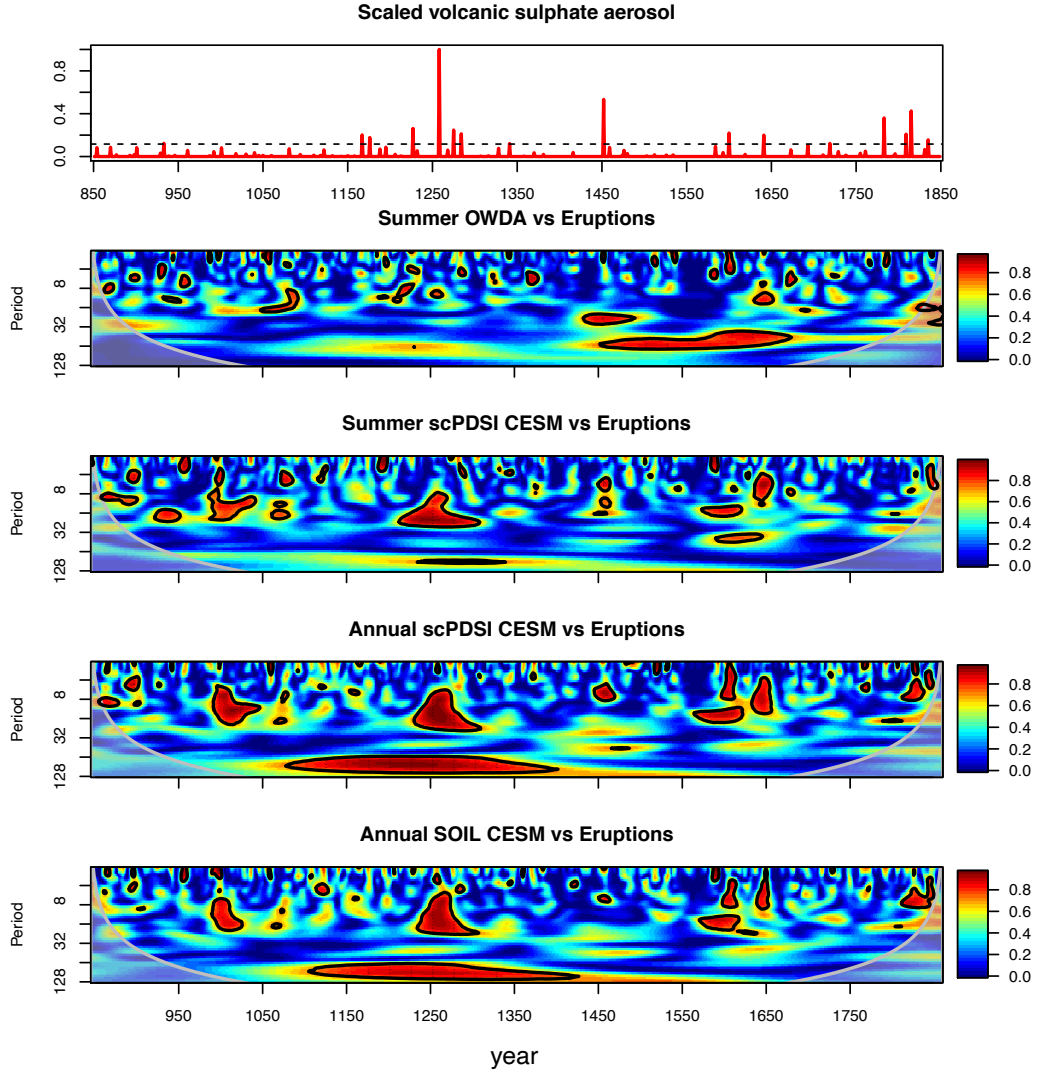 Scaled volcanic sulphate aerosol
0.8
0.4
0.0
850 950 1050 1150 1250 1350 1450 1550 1650 1750 1850
Summer OWDA vs Eruptions
Period
8
32
128
0.8
0.6
0.4
0.2
0.0
Summer scPDSI CESM vs Eruptions
Period
8
32
128
0.8
0.6
0.4
0.2
0.0
Annual scPDSI CESM vs Eruptions
Period
8
32
128
0.8
0.6
0.4
0.2
0.0
Annual SOIL CESM vs Eruptions
Period
8
32
128
0.8
0.6
0.4
0.2
0.0
950 1050 1150 1250 1350 1450 1550 1650 1750
year